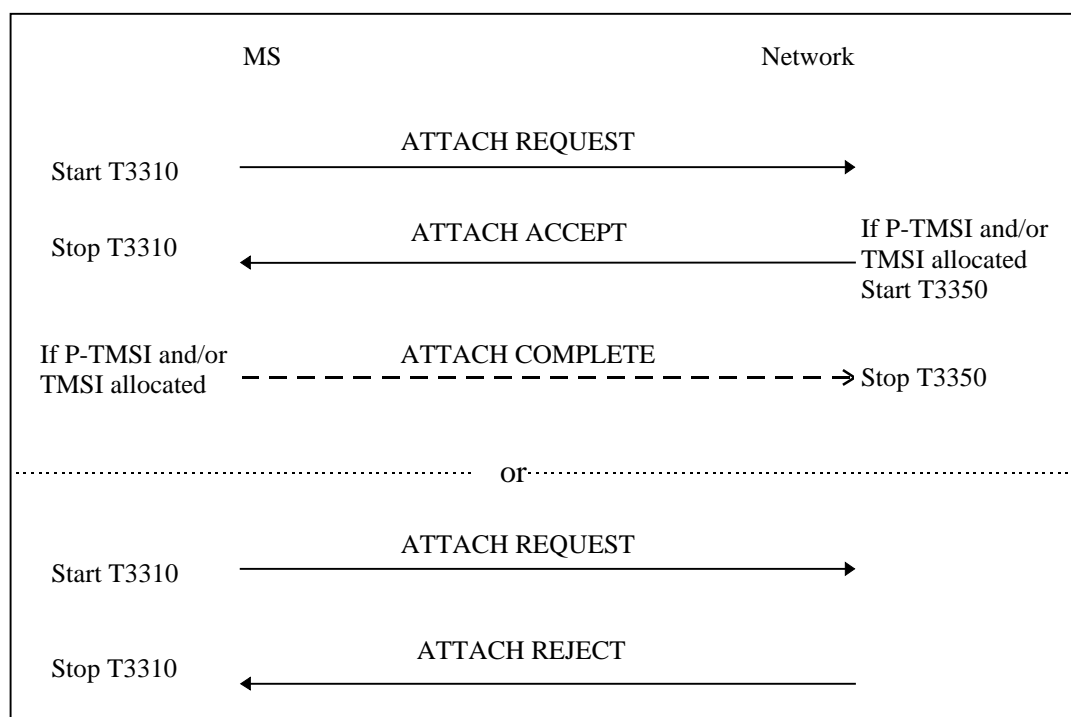 MS Network
ATTACH REQUEST
Start T3310
ATTACH ACCEPT
Stop T3310
If P-TMSI and/or
TMSI allocated
Start T3350
If P-TMSI and/or
TMSI allocated
ATTACH COMPLETE
Stop T3350
or
ATTACH REQUEST
Start T3310
ATTACH REJECT
Stop T3310